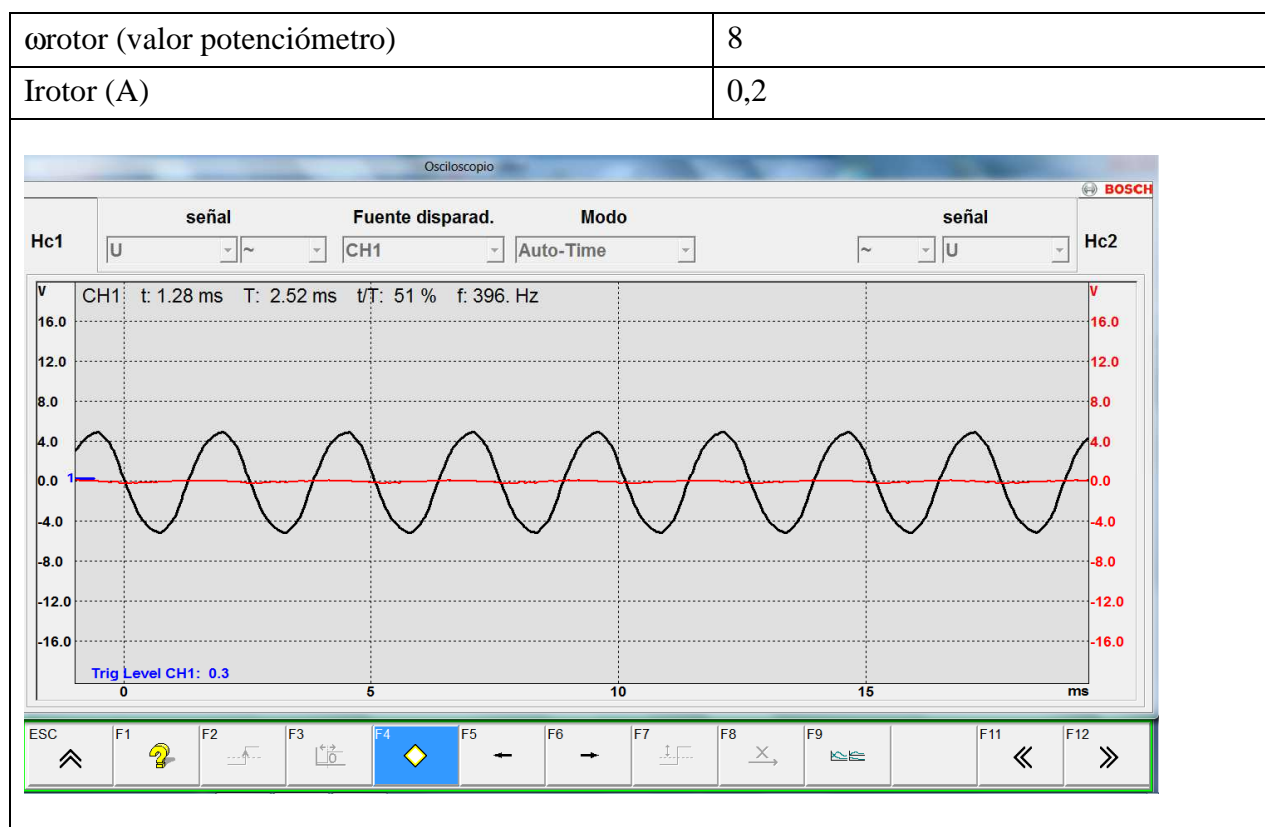 ωrotor (valor potenciómetro) 8
Irotor (A) 0,2
Osciloscopio
BOSCH
señal Fuente disparad. Modo señal
Hc1 U ~ CH1 Auto-Time ~ U Hc2
V CH1: t: 1.28 ms T: 2.52 ms t/T: 51 % f: 396. Hz V
16.0 16.0
12.0 12.0
8.0 8.0
4.0 4.0
0.0 1 0.0
-4.0 -4.0
-8.0 -8.0
-12.0 -12.0
-16.0 -16.0
Trig Level CH1: 0.3
0 5 10 15 ms
ESC F1 F2 F3 F4 F5 F6 F7 F8 F9 F11 F12